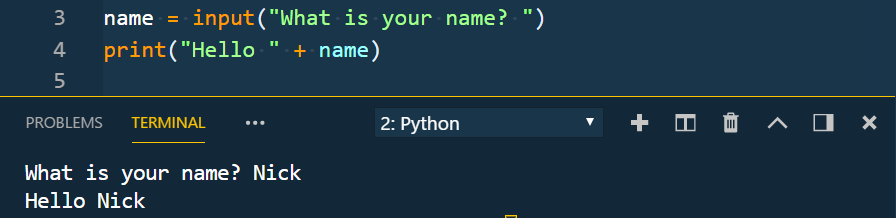 3 name = input("What is your name? ")
4 print("Hello " + name)
5
PROBLEMS TERMINAL ··· 2: Python
What is your name? Nick
Hello Nick